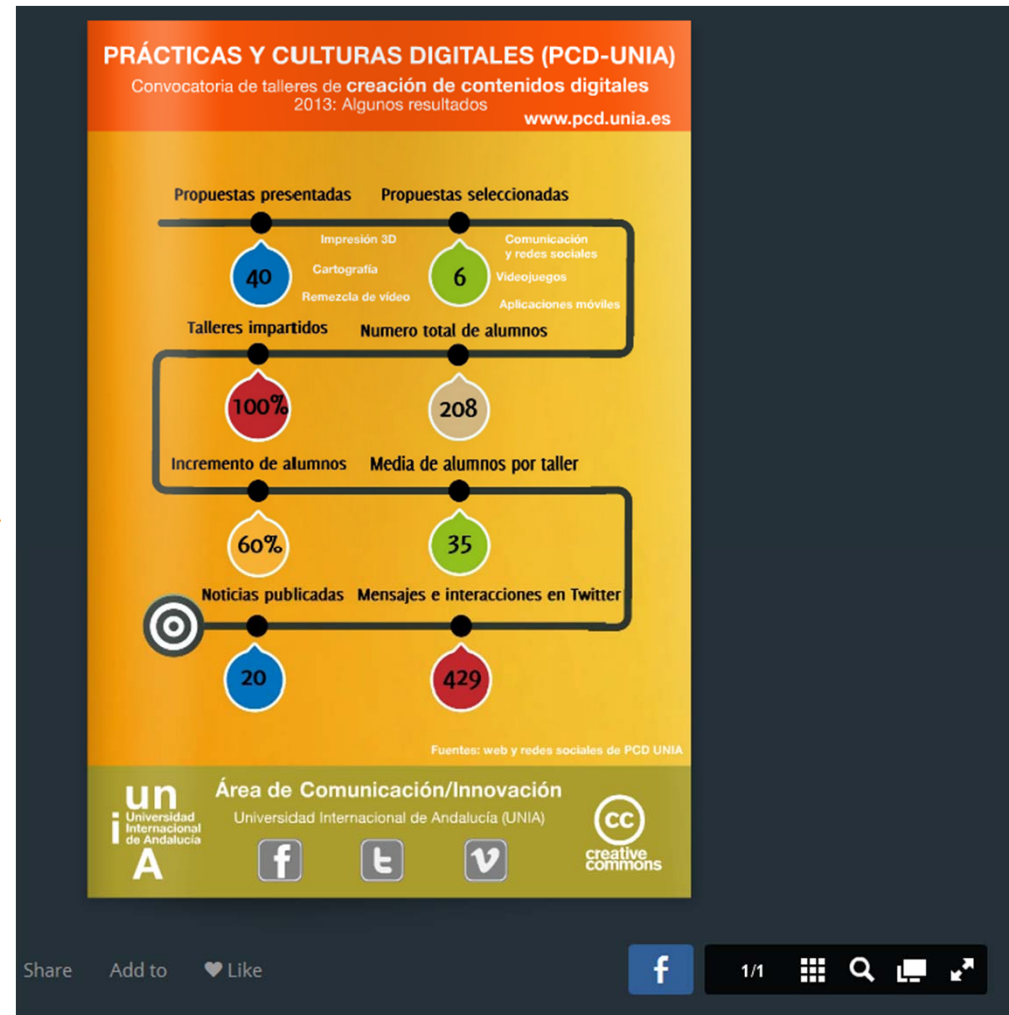 PRÁCTICAS Y CULTURAS DIGITALES (PCD-UNIA)
Convocatoria de talleres de creación de contenidos digitales
2013: Algunos resultados
www.pcd.unia.es
Propuestas presentadas
Propuestas seleccionadas
40
Impresión 3D
Cartografía
Remezcla de vídeo
6
Comunicación
y redes sociales
Videojuegos
Aplicaciones móviles
Talleres impartidos
Numero total de alumnos
100%
208
Incremento de alumnos
Media de alumnos por taller
60%
35
Noticias publicadas
Mensajes e interacciones en Twitter
20
429
Fuentes: web y redes sociales de PCD UNIA
un
i
Universidad
Internacional
de Andalucía
A
Área de Comunicación/Innovación
Universidad Internacional de Andalucía (UNIA)
f
t
v
cc
creative
commons
Share
Add to
Like
f
1/1